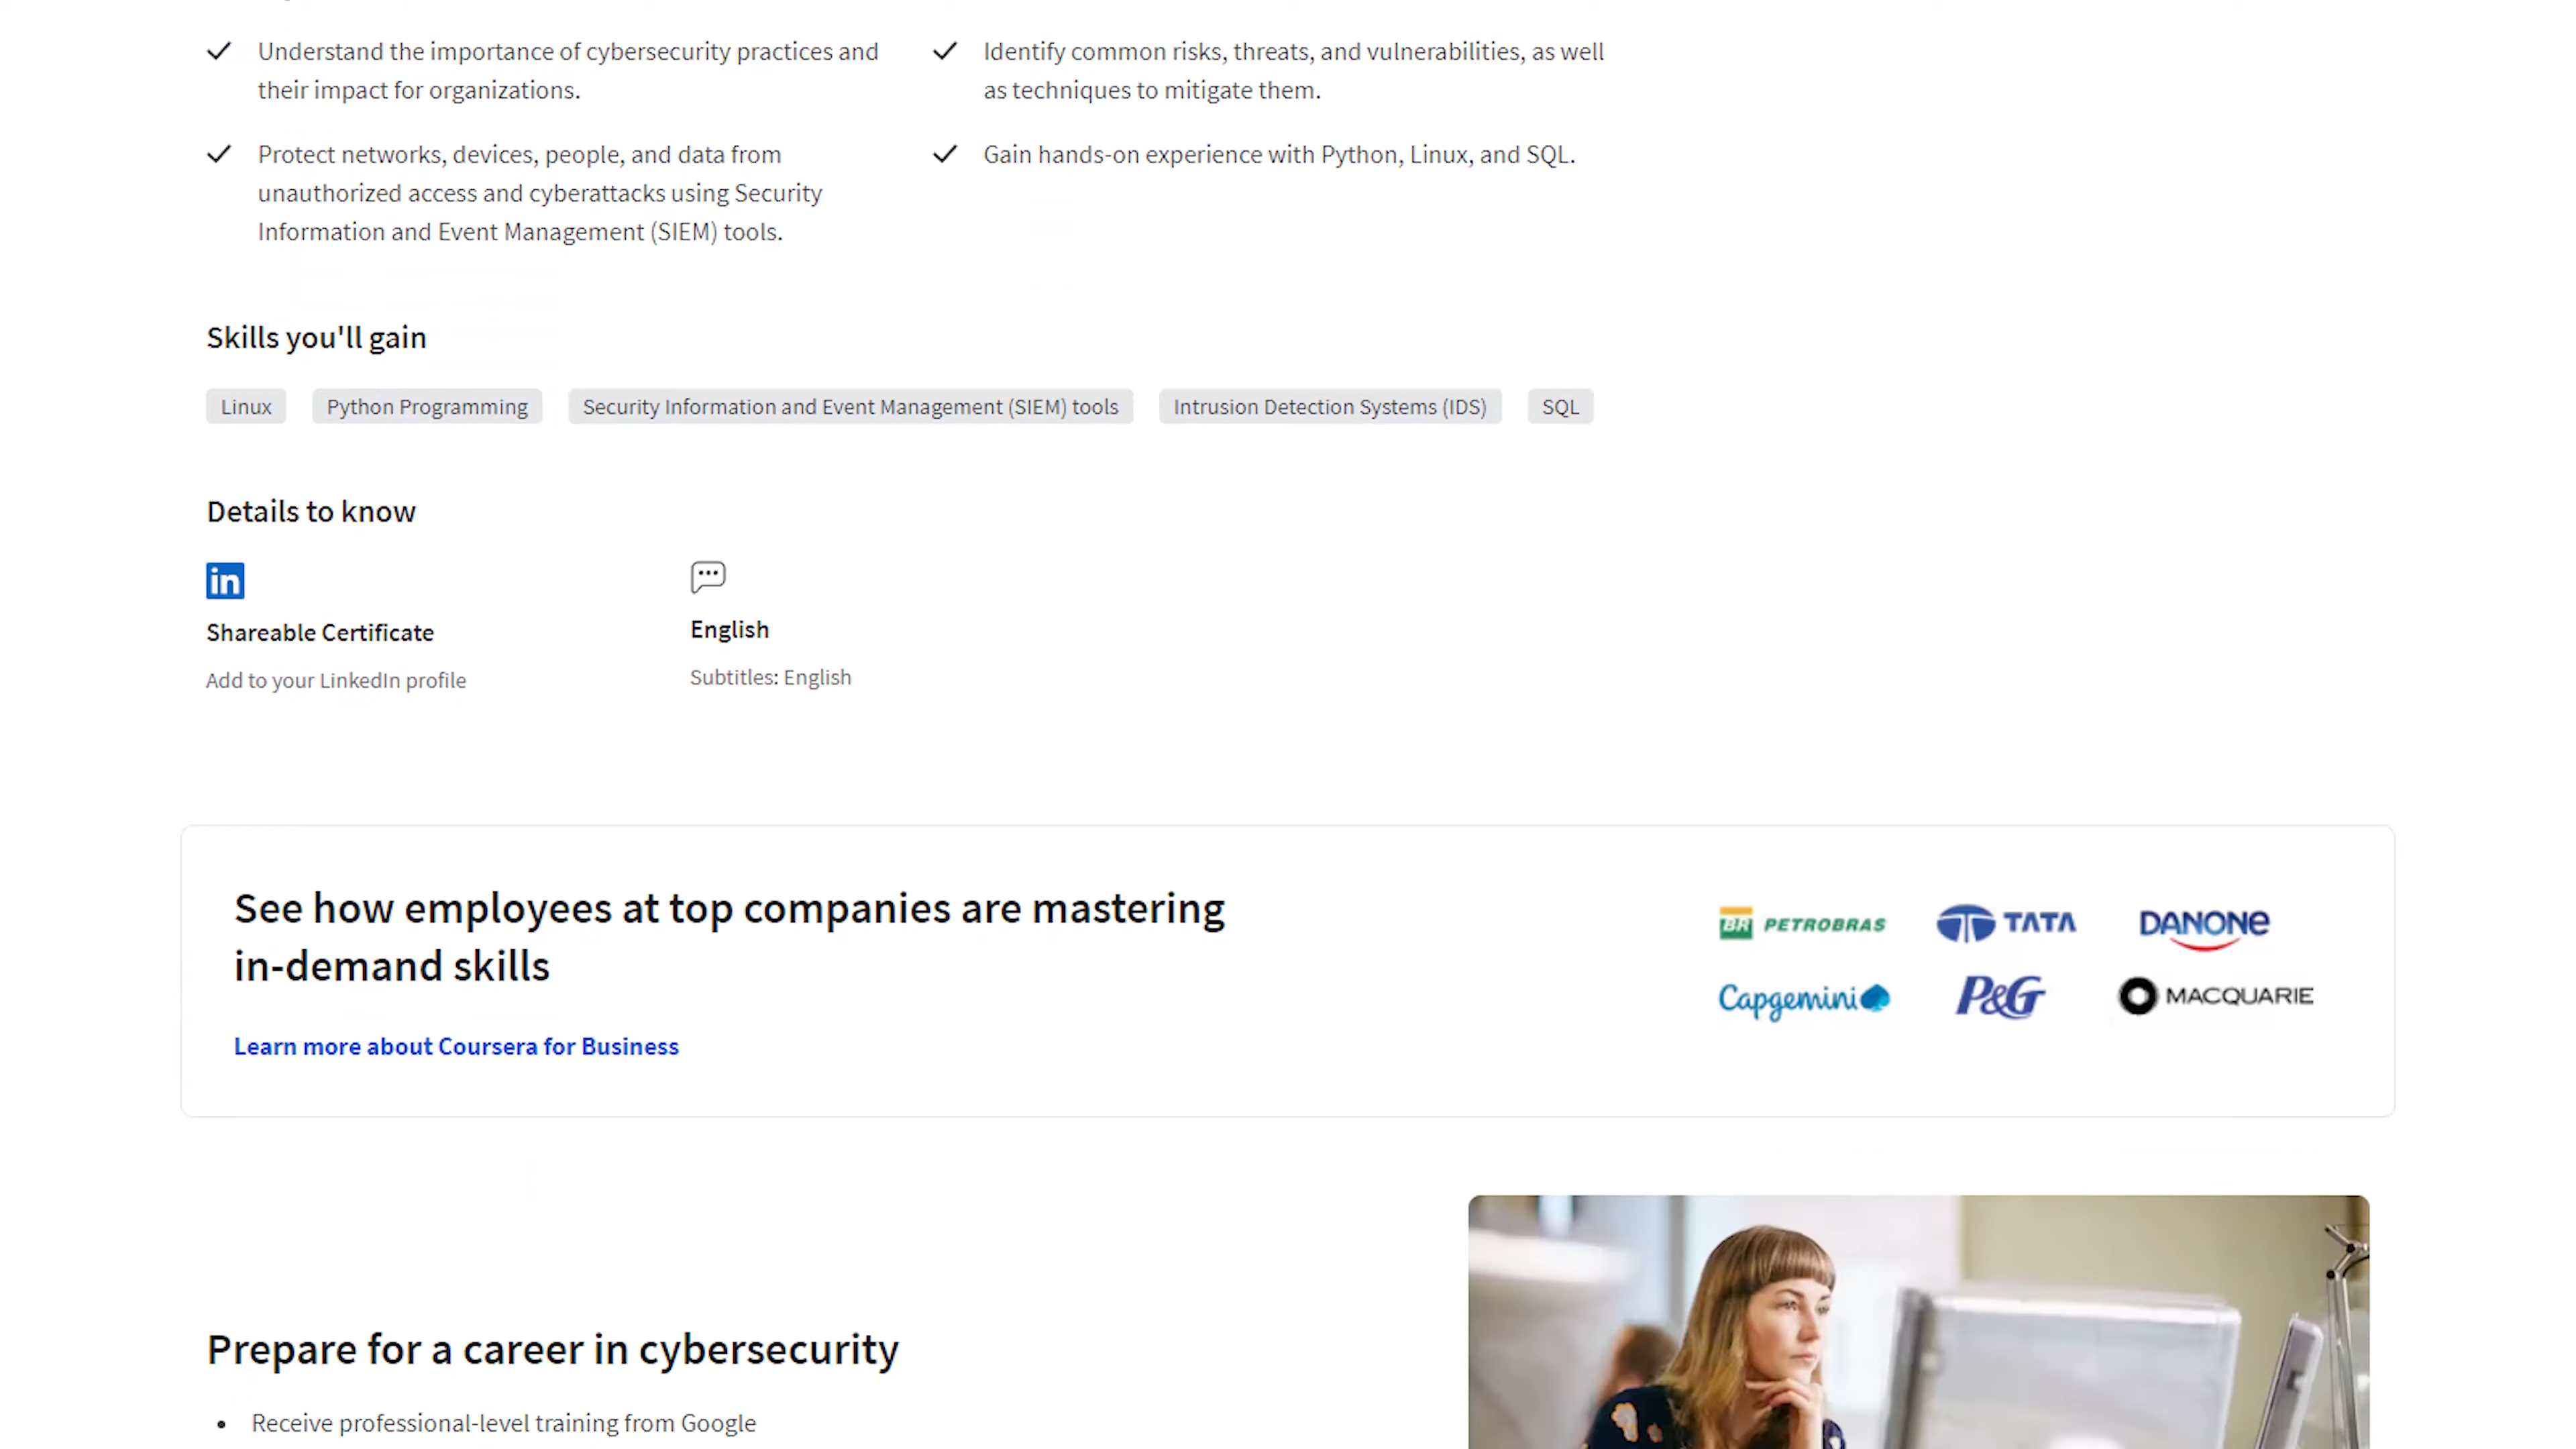 Understand the importance of cybersecurity practices and
their impact for organizations.
Identify common risks, threats, and vulnerabilities, as well
as techniques to mitigate them.
Protect networks, devices, people, and data from
unauthorized access and cyberattacks using Security
Information and Event Management (SIEM) tools.
Gain hands-on experience with Python, Linux, and SQL.
Skills you'll gain
Linux
Python Programming
Security Information and Event Management (SIEM) tools
Intrusion Detection Systems (IDS)
SQL
Details to know
in
Shareable Certificate
Add to your LinkedIn profile
English
Subtitles: English
See how employees at top companies are mastering
in-demand skills
Learn more about Coursera for Business
BR PETROBRAS
TATA
DANONE
Capgemini
P&G
MACQUARIE
Prepare for a career in cybersecurity
Receive professional-level training from Google